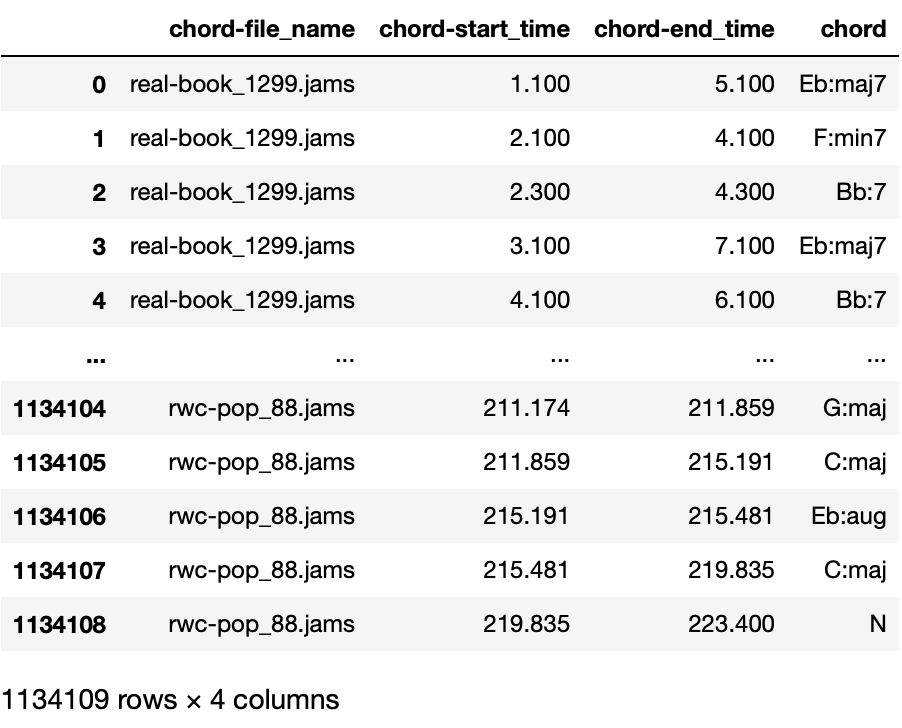 chord-file_name chord-start_time chord-end_time chord
0 real-book_1299.jams 1.100 5.100 Eb:maj7
1 real-book_1299.jams 2.100 4.100 F:min7
2 real-book_1299.jams 2.300 4.300 Bb:7
3 real-book_1299.jams 3.100 7.100 Eb:maj7
4 real-book_1299.jams 4.100 6.100 Bb:7
... ... ... ... ...
1134104 rwc-pop_88.jams 211.174 211.859 G:maj
1134105 rwc-pop_88.jams 211.859 215.191 C:maj
1134106 rwc-pop_88.jams 215.191 215.481 Eb:aug
1134107 rwc-pop_88.jams 215.481 219.835 C:maj
1134108 rwc-pop_88.jams 219.835 223.400 N
1134109 rows × 4 columns